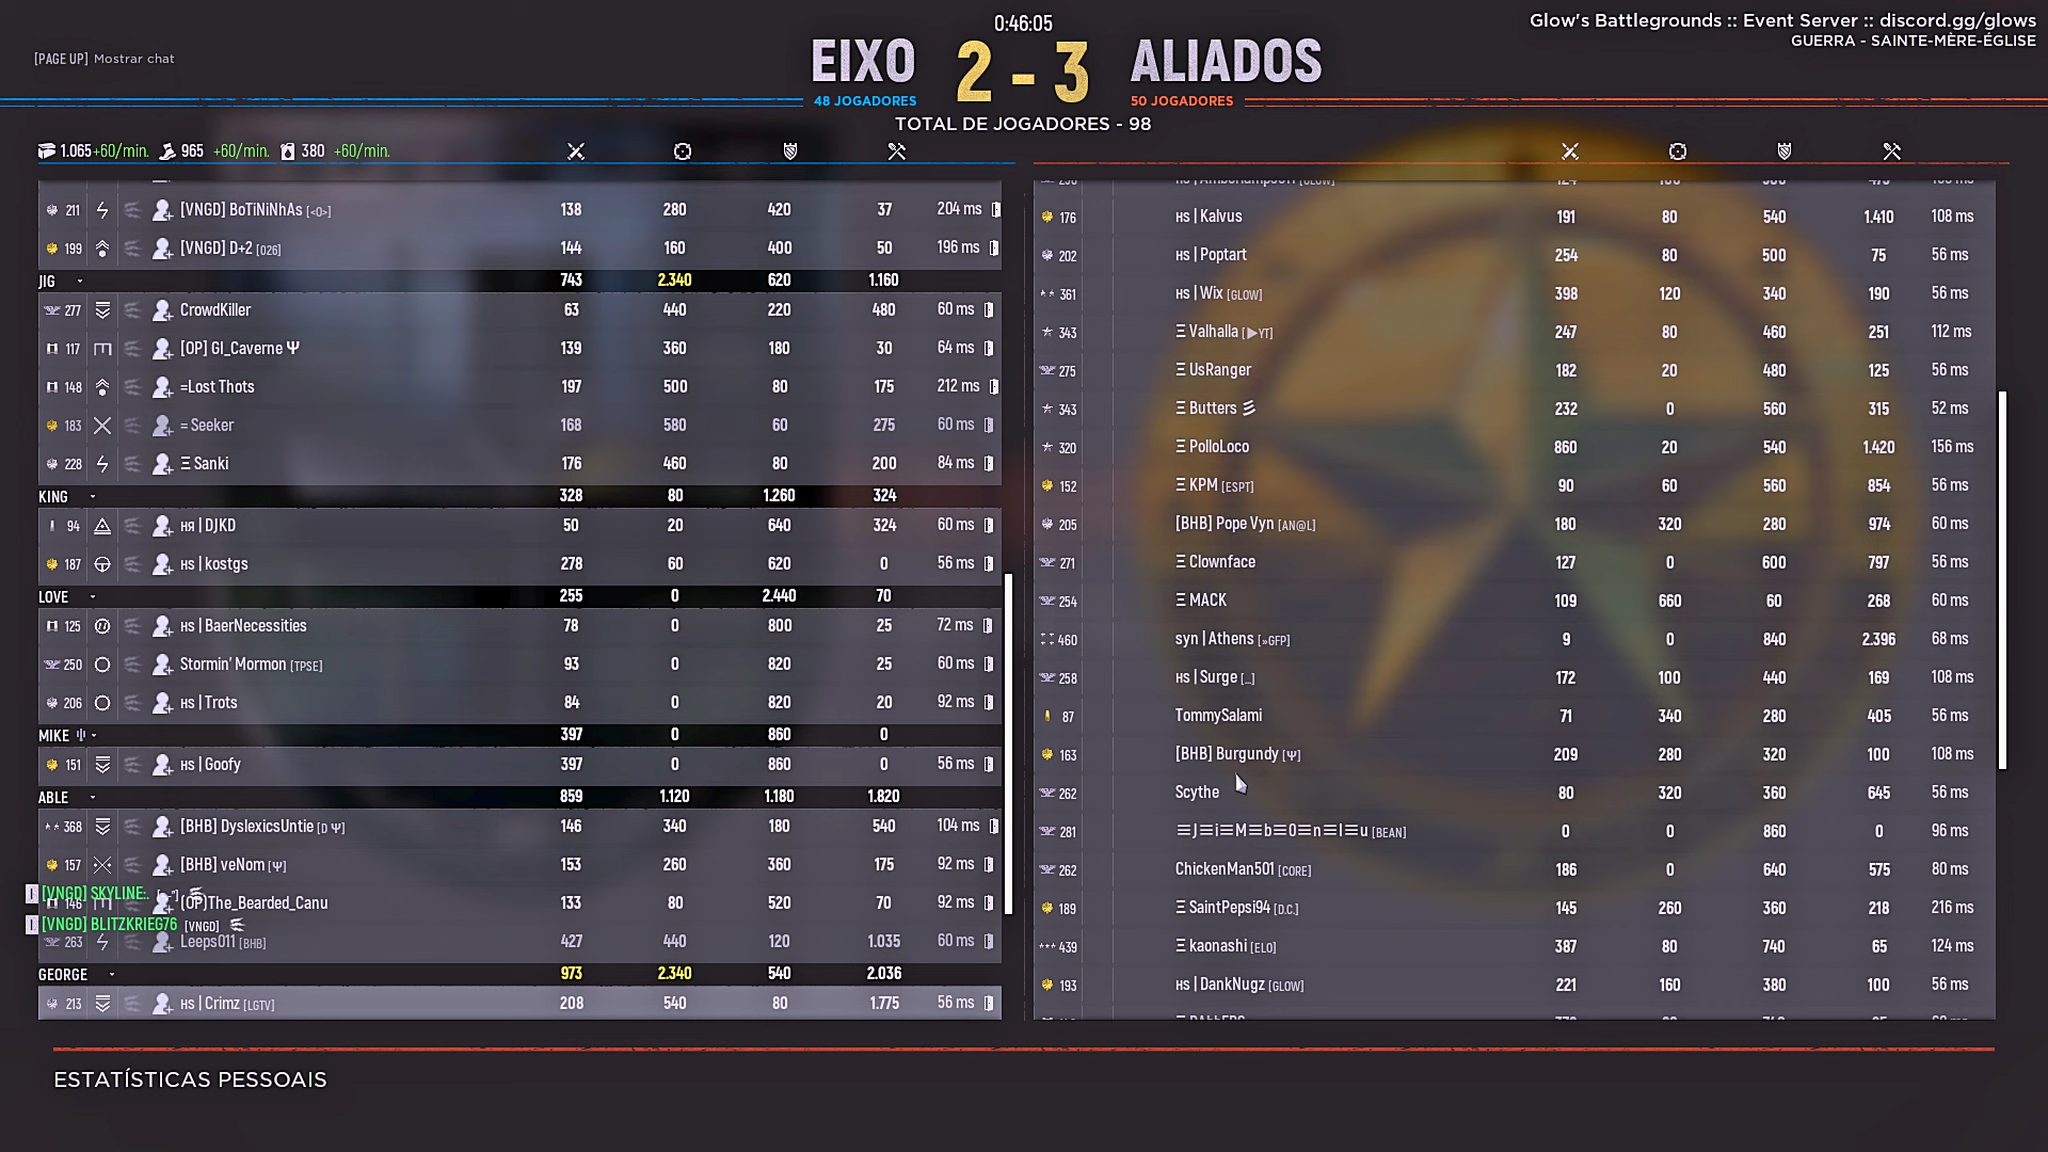 0:46:05
Glow's Battlegrounds :: Event Server :: discord.gg/glows
GUERRA - SAINTE-MÈRE-ÉGLISE
[PAGE UP] Mostrar chat
EIXO 2 - 3 ALIADOS
48 JOGADORES 50 JOGADORES
TOTAL DE JOGADORES - 98
1.065 +60/min. 965 +60/min. 380 +60/min.
211 [VNGD] BoTiNiNhAs [<O>] 138 280 420 37 204 ms
199 [VNGD] D+2 [026] 144 160 400 50 196 ms
JIG 743 2.340 620 1.160
277 CrowdKiller 63 440 220 480 60 ms
117 [OP] GI_Caverne Ψ 139 360 180 30 64 ms
148 =Lost Thots 197 500 80 175 212 ms
183 = Seeker 168 580 60 275 60 ms
228 Ξ Sanki 176 460 80 200 84 ms
KING 328 80 1.260 324
94 ʜя | DJKD 50 20 640 324 60 ms
187 ʜs | kostgs 278 60 620 0 56 ms
LOVE 255 0 2.440 70
125 ʜs | BaerNecessities 78 0 800 25 72 ms
250 Stormin' Mormon [TPSE] 93 0 820 25 60 ms
206 ʜs | Trots 84 0 820 20 92 ms
MIKE 397 0 860 0
151 ʜs | Goofy 397 0 860 0 56 ms
ABLE 859 1.120 1.180 1.820
368 [BHB] DyslexicsUntie [D Ψ] 146 340 180 540 104 ms
157 [BHB] veNom [Ψ] 153 260 360 175 92 ms
[VNGD] SKYLINE:.
146 (OP)The_Bearded_Canu 133 80 520 70 92 ms
[VNGD] BLITZKRIEG76 [VNGD]
263 Leeps011 [BHB] 427 440 120 1.035 60 ms
GEORGE 973 2.340 540 2.036
213 ʜs | Crimz [LGTV] 208 540 80 1.775 56 ms
176 ʜs | Kalvus 191 80 540 1.410 108 ms
202 ʜs | Poptart 254 80 500 75 56 ms
361 ʜs | Wix [GLOW] 398 120 340 190 56 ms
343 Ξ Valhalla [▶YT] 247 80 460 251 112 ms
275 Ξ UsRanger 182 20 480 125 56 ms
343 Ξ Butters 彡 232 0 560 315 52 ms
320 Ξ PolloLoco 860 20 540 1.420 156 ms
152 Ξ KPM [ESPT] 90 60 560 854 56 ms
205 [BHB] Pope Vyn [AN@L] 180 320 280 974 60 ms
271 Ξ Clownface 127 0 600 797 56 ms
254 Ξ MACK 109 660 60 268 60 ms
460 syn | Athens [»GFP] 9 0 840 2.396 68 ms
258 ʜs | Surge [...] 172 100 440 169 108 ms
87 TommySalami 71 340 280 405 56 ms
163 [BHB] Burgundy [Ψ] 209 280 320 100 108 ms
262 Scythe 80 320 360 645 56 ms
281 ☰J☰i☰M☰b☰O☰n☰I☰u [BEAN] 0 0 860 0 96 ms
262 ChickenMan501 [CORE] 186 0 640 575 80 ms
189 Ξ SaintPepsi94 [D.C.] 145 260 360 218 216 ms
439 Ξ kaonashi [ELO] 387 80 740 65 124 ms
193 ʜs | DankNugz [GLOW] 221 160 380 100 56 ms
ESTATÍSTICAS PESSOAIS